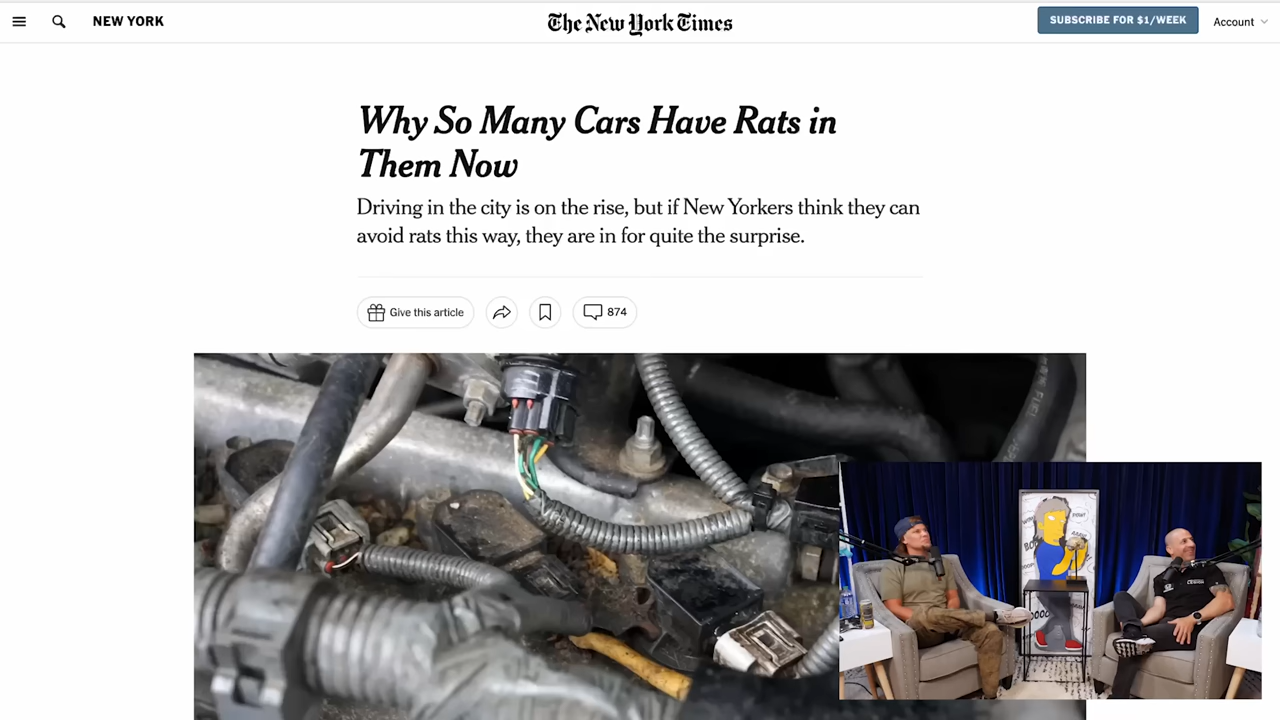 NEW YORK
The New York Times
SUBSCRIBE FOR $1/WEEK
Account
Why So Many Cars Have Rats in
Them Now
Driving in the city is on the rise, but if New Yorkers think they can
avoid rats this way, they are in for quite the surprise.
Give this article
874
FUEL